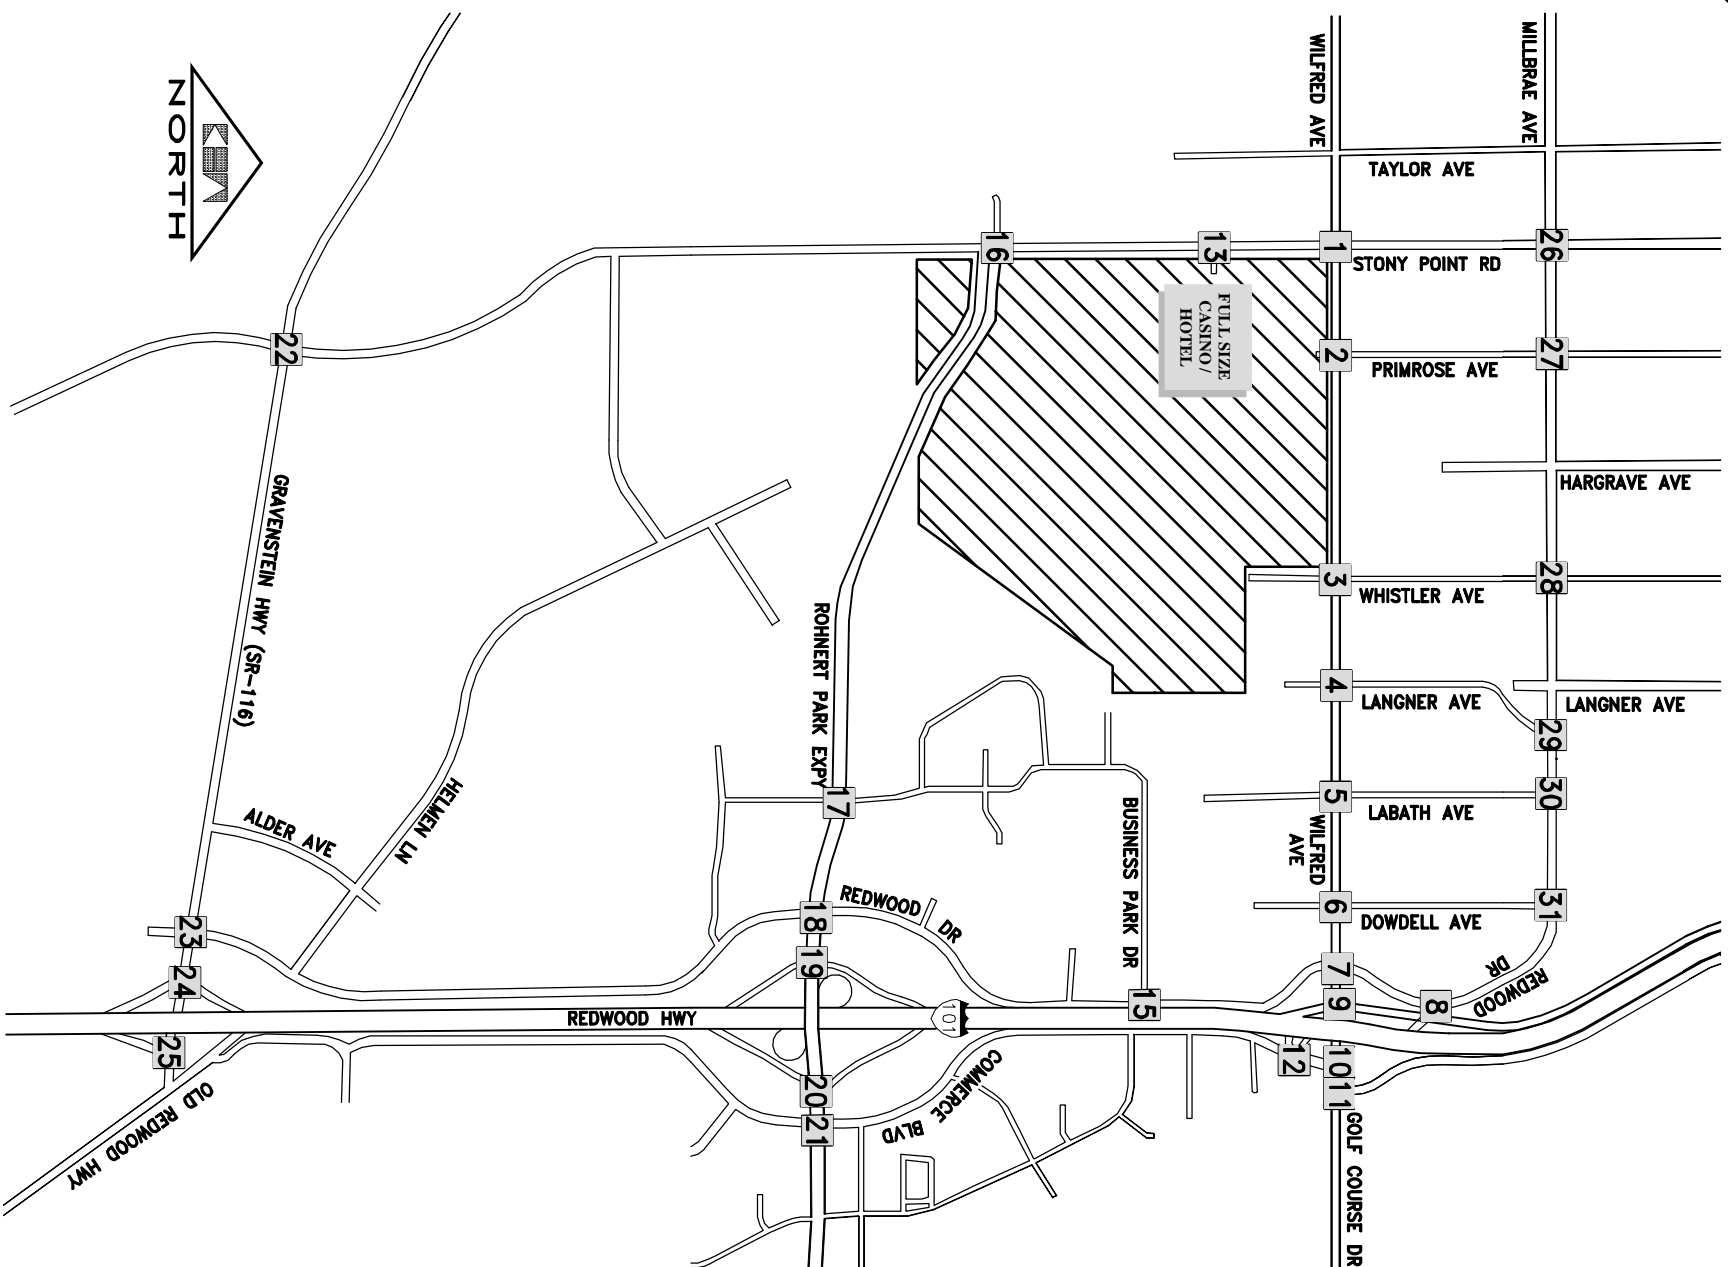 WILFRED AVE
MILLBRAE AVE
TAYLOR AVE
NORTH
16
13
1
26
STONY POINT RD
FULL SIZE
CASINO /
HOTEL
22
2
27
PRIMROSE AVE
HARGRAVE AVE
GRAVENSTEIN HWY (SR-116)
3
28
WHISTLER AVE
ROHNERT PARK EXPY
4
LANGNER AVE
LANGNER AVE
29
HELMEN LN
ALDER AVE
17
BUSINESS PARK DR
5
30
LABATH AVE
WILFRED
AVE
REDWOOD DR
18
6
31
DOWDELL AVE
23
24
19
7
REDWOOD
DR
15
9
8
REDWOOD HWY
101
25
12
10
COMMERCE BLVD
20
11
21
OLD REDWOOD HWY
GOLF COURSE DR